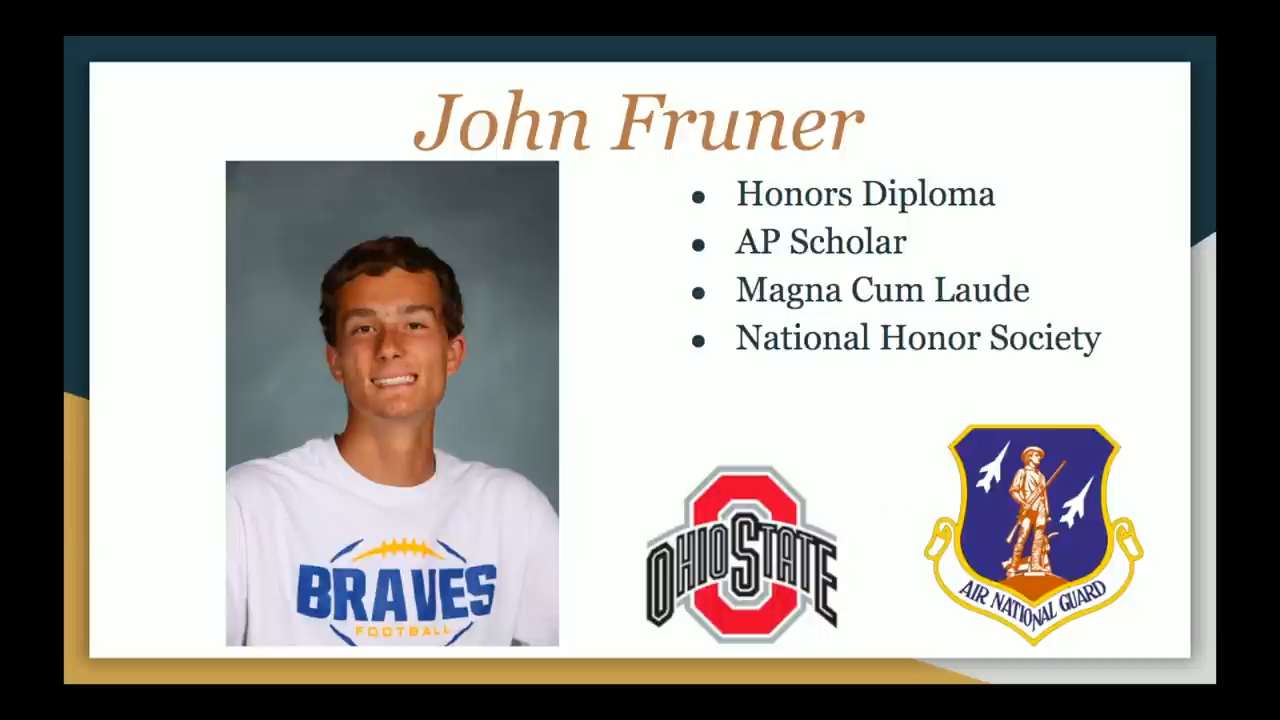 John Fruner
Honors Diploma
AP Scholar
Magna Cum Laude
National Honor Society
BRAVES
FOOTBALL
OHIO STATE
AIR NATIONAL GUARD